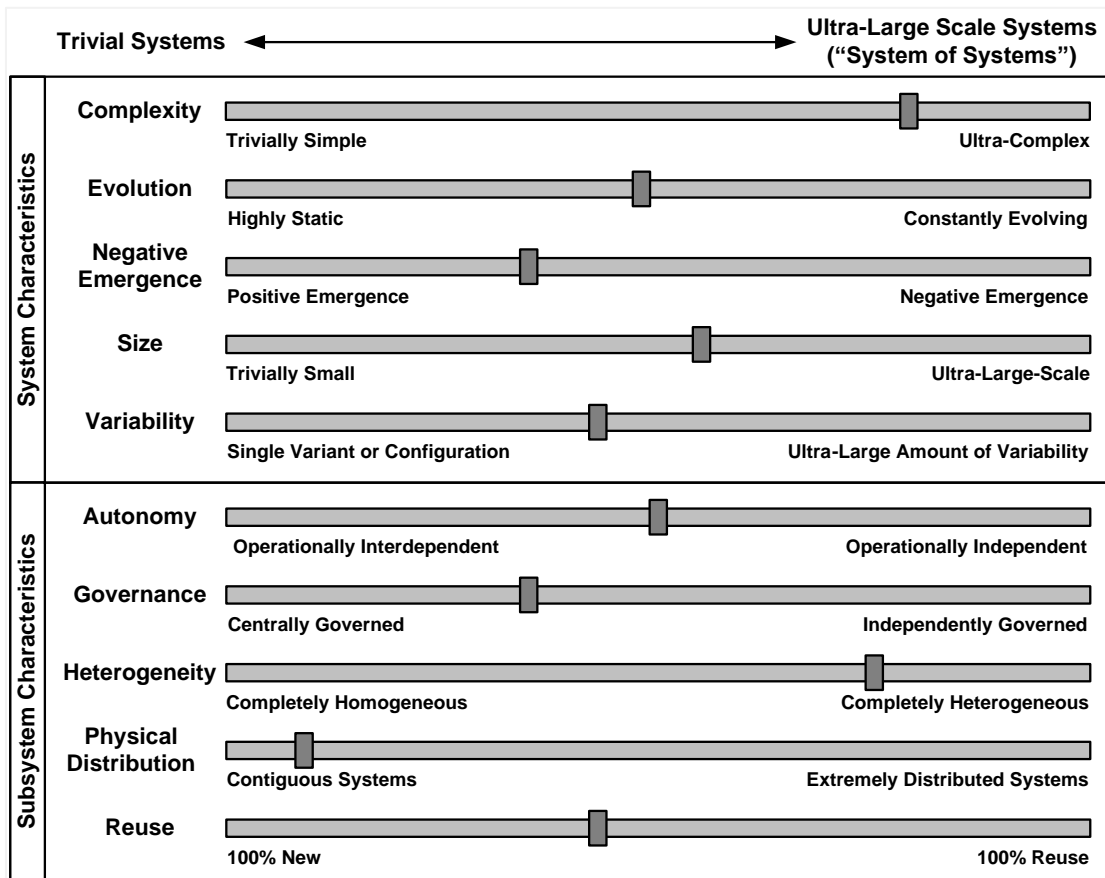 Trivial Systems
Ultra-Large Scale Systems
(“System of Systems”)
System Characteristics
Complexity
Trivially Simple
Ultra-Complex
Evolution
Highly Static
Constantly Evolving
Negative
Emergence
Positive Emergence
Negative Emergence
Size
Trivially Small
Ultra-Large-Scale
Variability
Single Variant or Configuration
Ultra-Large Amount of Variability
Subsystem Characteristics
Autonomy
Operationally Interdependent
Operationally Independent
Governance
Centrally Governed
Independently Governed
Heterogeneity
Completely Homogeneous
Completely Heterogeneous
Physical
Distribution
Contiguous Systems
Extremely Distributed Systems
Reuse
100% New
100% Reuse